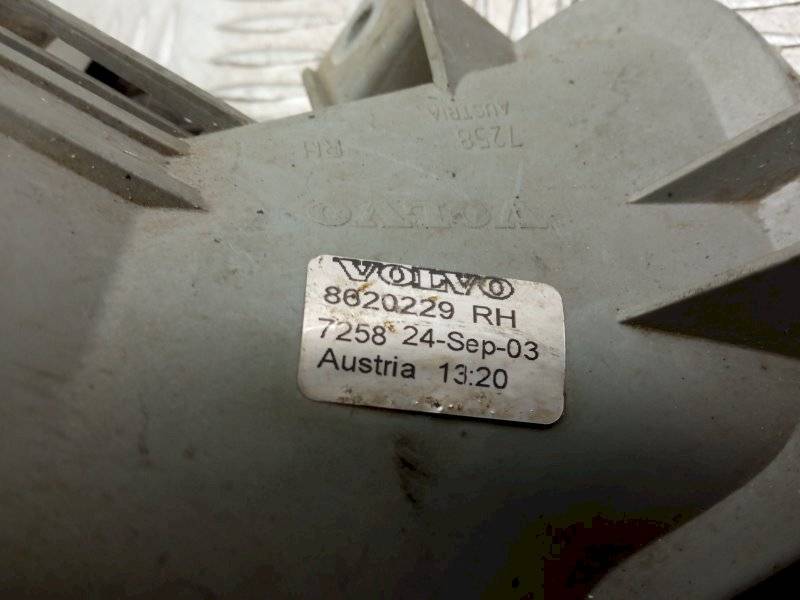 7258
AUSTRIA
RH
VOLVO
VOLVO
8620229 RH
7258 24-Sep-03
Austria 13:20